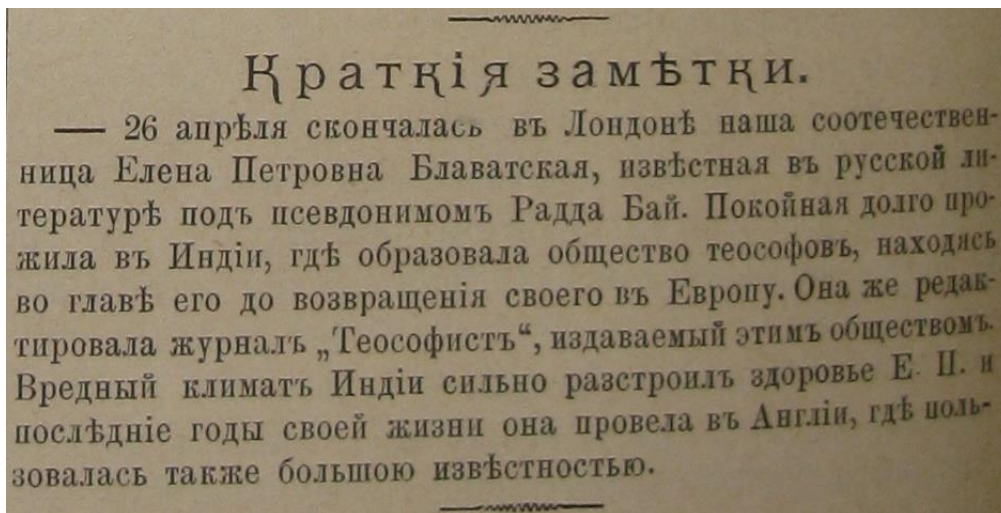 Краткія замѣтки.
— 26 апрѣля скончалась въ Лондонѣ наша соотечествен-
ница Елена Петровна Блаватская, извѣстная въ русской ли-
тературѣ подъ псевдонимомъ Радда Бай. Покойная долго про-
жила въ Индіи, гдѣ образовала общество теософовъ, находясь
во главѣ его до возвращенія своего въ Европу. Она же редак-
тировала журналъ „Теософистъ“, издаваемый этимъ обществомъ.
Вредный климатъ Индіи сильно разстроилъ здоровье Е. П. и
послѣдніе годы своей жизни она провела въ Англіи, гдѣ поль-
зовалась также большою извѣстностью.